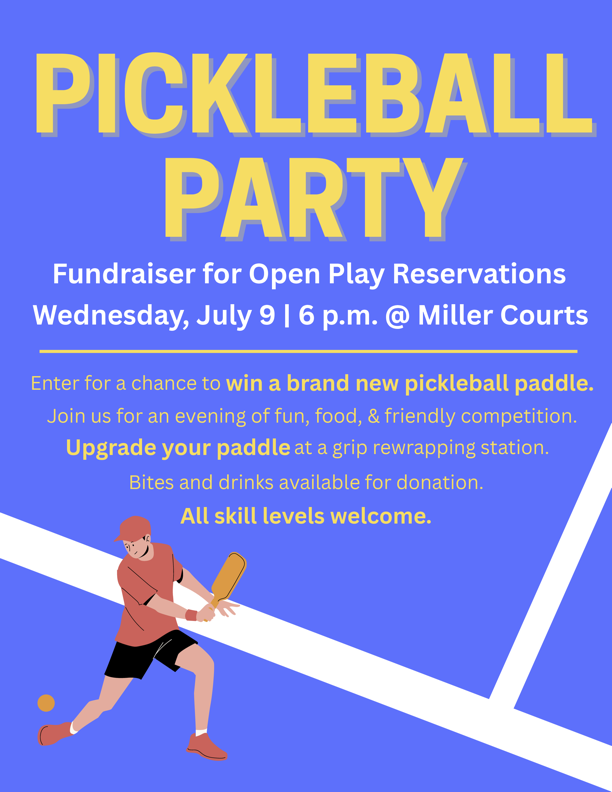 PICKLEBALL
PARTY
Fundraiser for Open Play Reservations
Wednesday, July 9 | 6 p.m. @ Miller Courts
Enter for a chance to win a brand new pickleball paddle.
Join us for an evening of fun, food, & friendly competition.
Upgrade your paddle at a grip rewrapping station.
Bites and drinks available for donation.
All skill levels welcome.